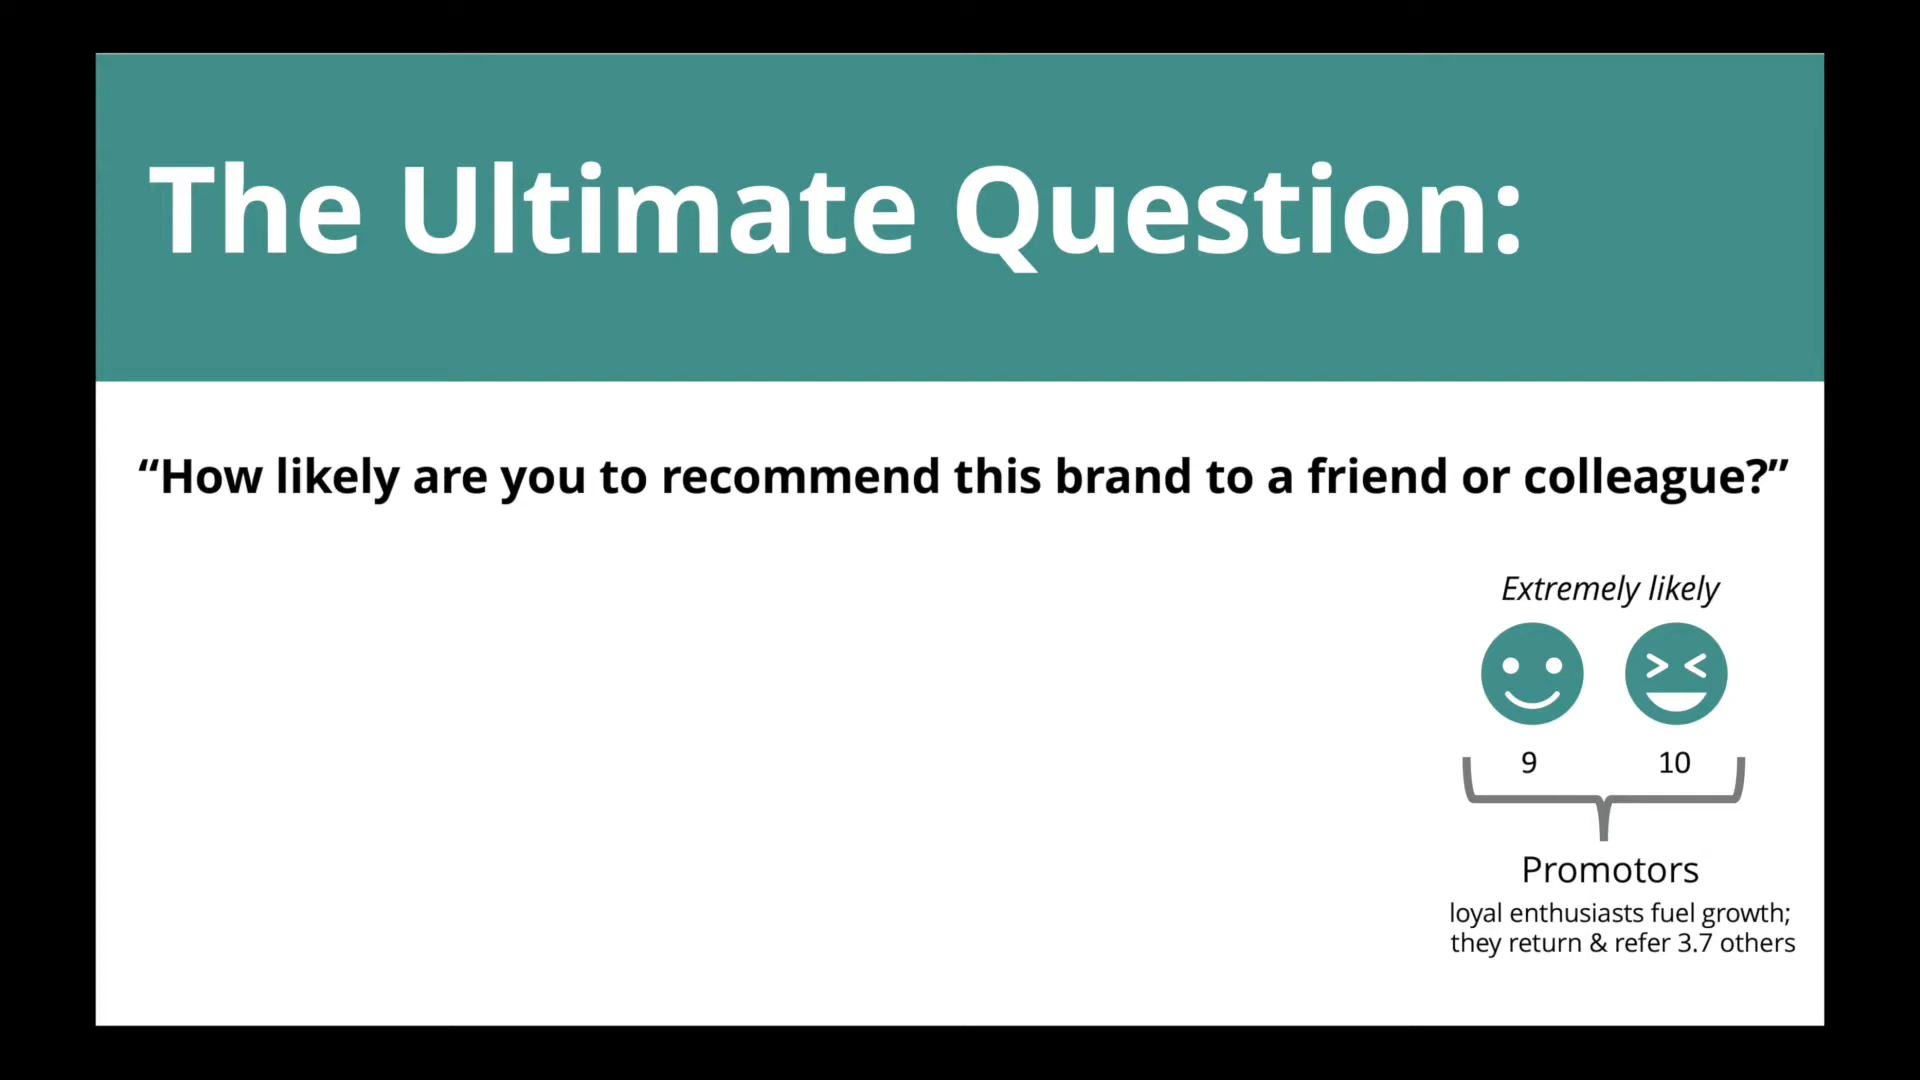 The Ultimate Question:
“How likely are you to recommend this brand to a friend or colleague?”
Extremely likely
9 10
Promotors
loyal enthusiasts fuel growth;
they return & refer 3.7 others